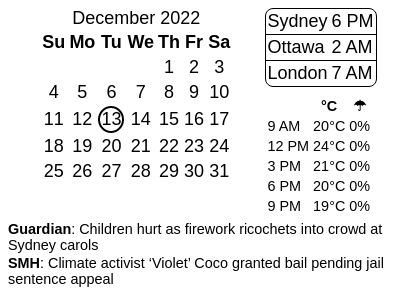 December 2022
Su Mo Tu We Th Fr Sa
1 2 3
4 5 6 7 8 9 10
11 12 13 14 15 16 17
18 19 20 21 22 23 24
25 26 27 28 29 30 31
Sydney 6 PM
Ottawa 2 AM
London 7 AM
°C ☂
9 AM 20°C 0%
12 PM 24°C 0%
3 PM 21°C 0%
6 PM 20°C 0%
9 PM 19°C 0%
Guardian: Children hurt as firework ricochets into crowd at
Sydney carols
SMH: Climate activist ‘Violet’ Coco granted bail pending jail
sentence appeal